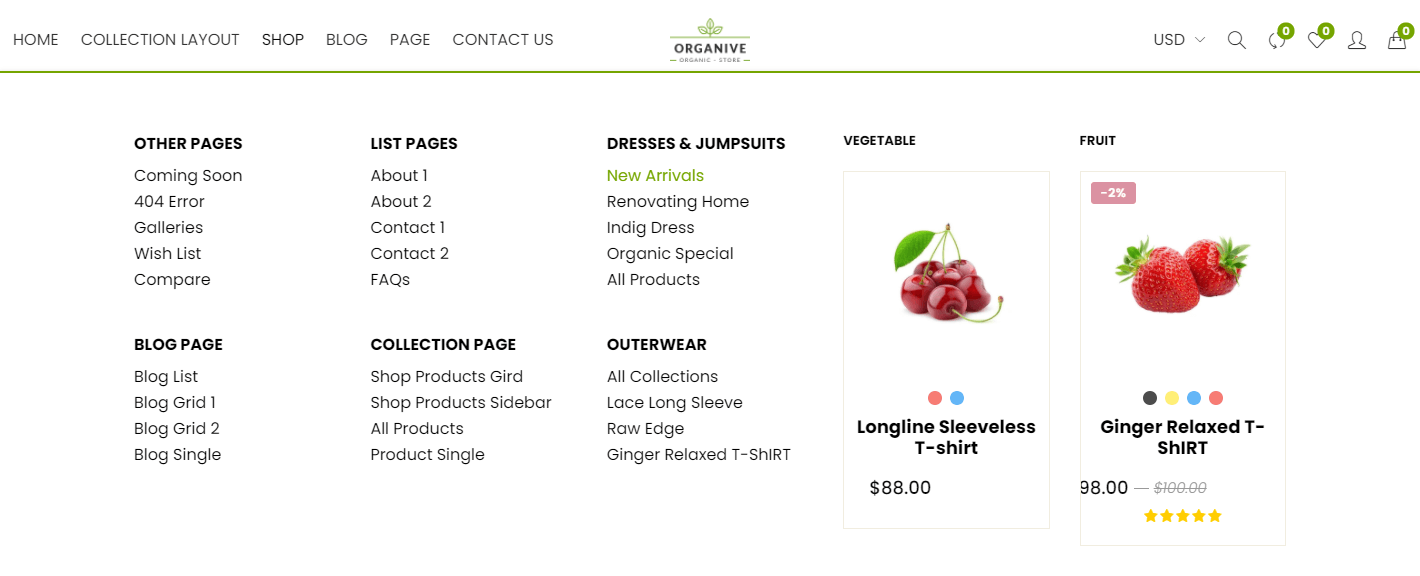 HOME COLLECTION LAYOUT SHOP BLOG PAGE CONTACT US
ORGANIVE
ORGANIC - STORE
USD 0 0 0
OTHER PAGES
Coming Soon
404 Error
Galleries
Wish List
Compare
LIST PAGES
About 1
About 2
Contact 1
Contact 2
FAQs
DRESSES & JUMPSUITS
New Arrivals
Renovating Home
Indig Dress
Organic Special
All Products
BLOG PAGE
Blog List
Blog Grid 1
Blog Grid 2
Blog Single
COLLECTION PAGE
Shop Products Gird
Shop Products Sidebar
All Products
Product Single
OUTERWEAR
All Collections
Lace Long Sleeve
Raw Edge
Ginger Relaxed T-ShIRT
VEGETABLE
Longline Sleeveless
T-shirt
$88.00
FRUIT
-2%
Ginger Relaxed T-
ShIRT
98.00 — $100.00